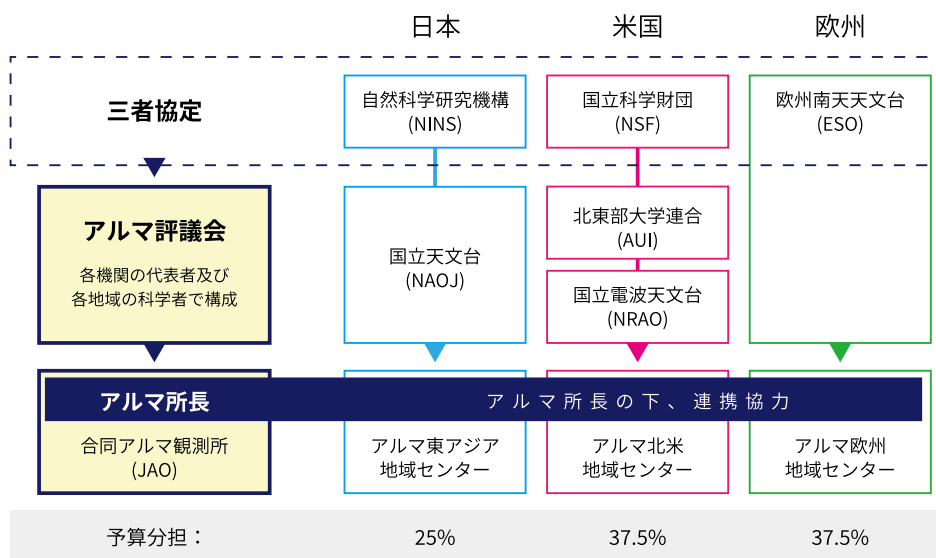 日本
米国
欧州
三者協定
自然科学研究機構
(NINS)
国立科学財団
(NSF)
欧州南天天文台
(ESO)
アルマ評議会
各機関の代表者及び
各地域の科学者で構成
国立天文台
(NAOJ)
北東部大学連合
(AUI)
国立電波天文台
(NRAO)
アルマ所長
アルマ所長の下、連携協力
合同アルマ観測所
(JAO)
アルマ東アジア
地域センター
アルマ北米
地域センター
アルマ欧州
地域センター
予算分担：
25%
37.5%
37.5%